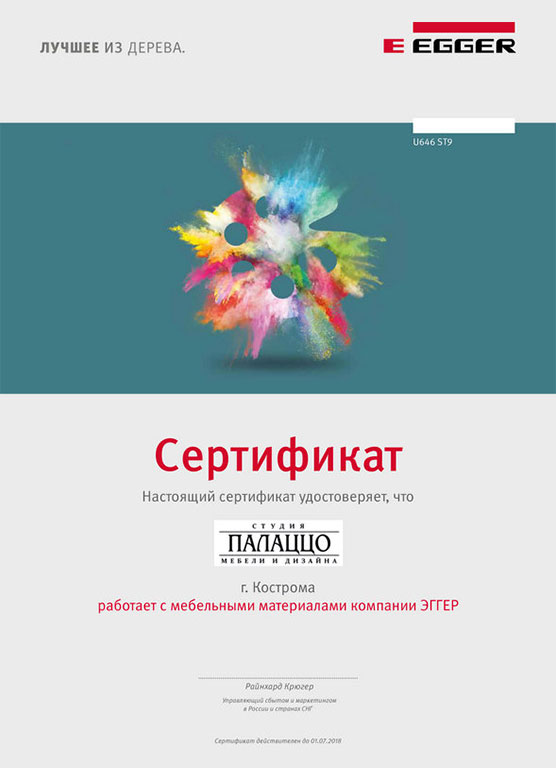 ЛУЧШЕЕ ИЗ ДЕРЕВА.
E EGGER
U646 ST9
Сертификат
Настоящий сертификат удостоверяет, что
СТУДИЯ
ПАЛАЦЦО
МЕБЕЛИ И ДИЗАЙНА
г. Кострома
работает с мебельными материалами компании ЭГГЕР
Райнхард Крюгер
Управляющий сбытом и маркетингом
в России и странах СНГ
Сертификат действителен до 01.07.2018